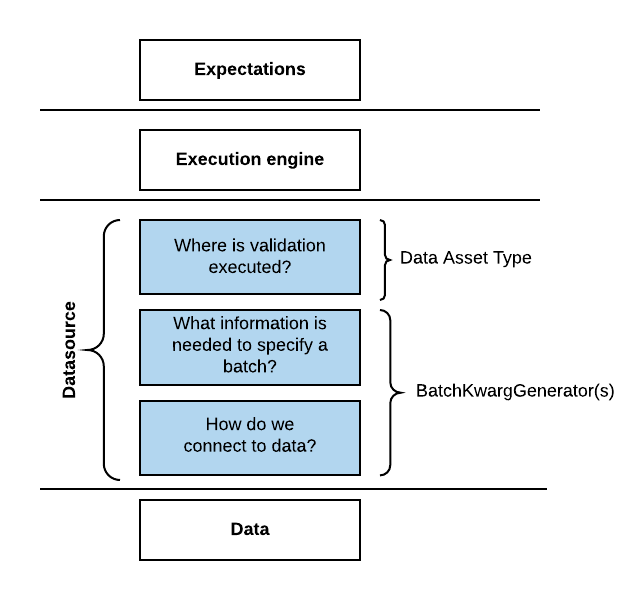 Expectations
Execution engine
Where is validation
executed?
Data Asset Type
Datasource
What information is
needed to specify a
batch?
BatchKwargGenerator(s)
How do we
connect to data?
Data